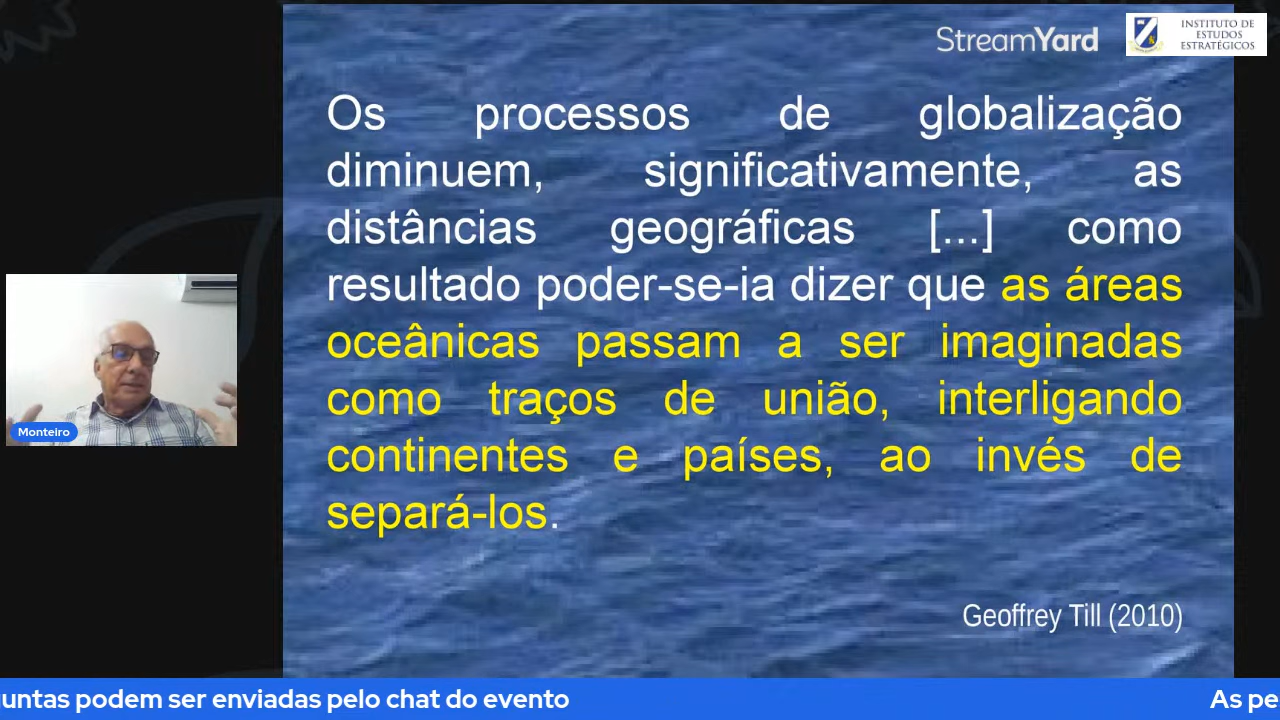 StreamYard
INSTITUTO DE
ESTUDOS
ESTRATÉGICOS
Os processos de globalização
diminuem, significativamente, as
distâncias geográficas [...] como
resultado poder-se-ia dizer que as áreas
oceânicas passam a ser imaginadas
como traços de união, interligando
continentes e países, ao invés de
separá-los.
Geoffrey Till (2010)
Monteiro
guntas podem ser enviadas pelo chat do evento
As pe